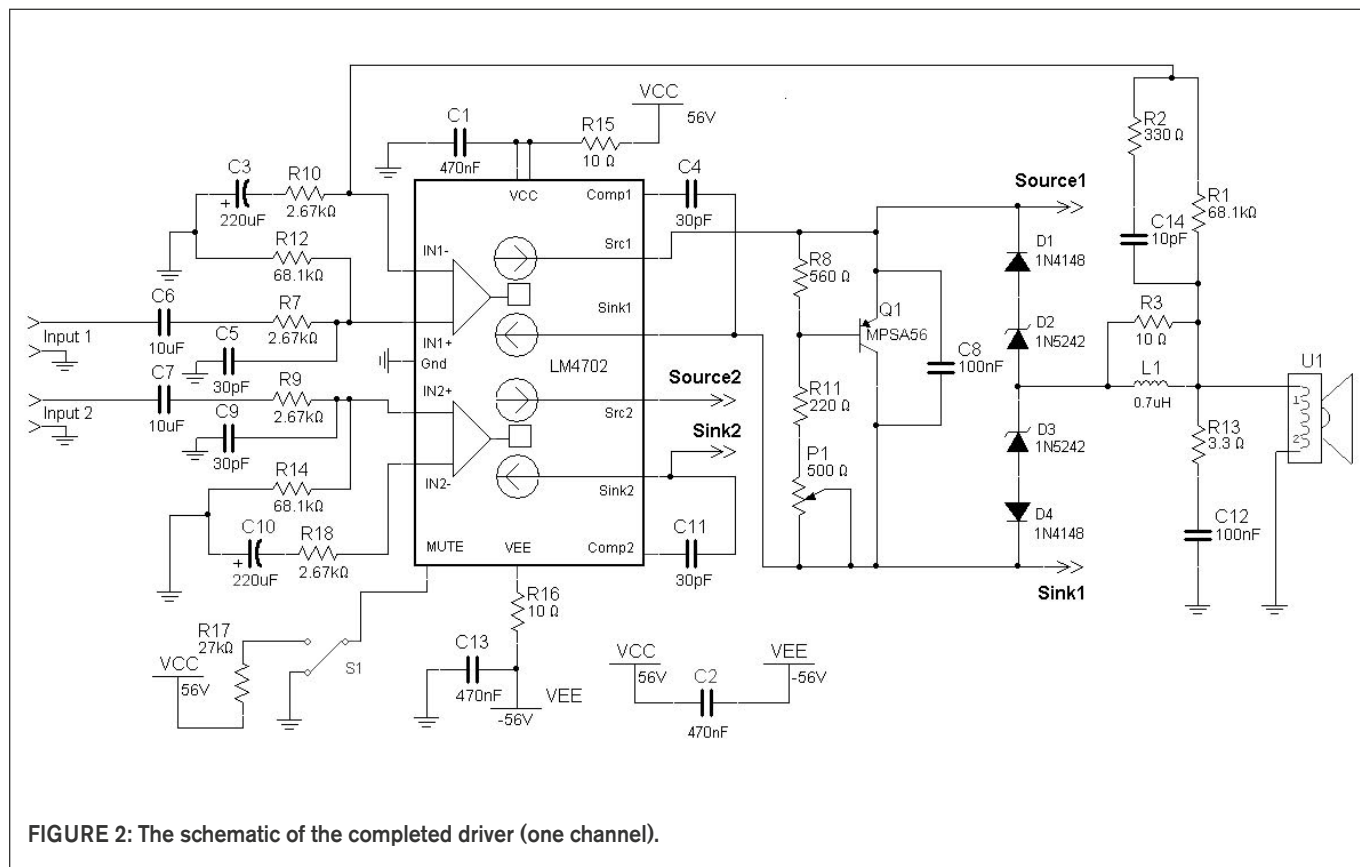 VCC
56V
C1
470nF
R15
10 Ω
R2
330 Ω
C3
+
220uF
R10
2.67kΩ
VCC
Comp1
C4
30pF
Source1
R1
68.1kΩ
C14
10pF
R12
68.1kΩ
IN1-
Src1
R8
560 Ω
D1
1N4148
C6
10uF
R7
2.67kΩ
Sink1
Q1
MPSA56
D2
1N5242
R3
10 Ω
Input 1
C5
30pF
IN1+
Gnd
LM4702
C8
100nF
L1
0.7uH
U1
1
2
C7
10uF
R9
2.67kΩ
IN2+
Source2
Src2
R11
220 Ω
D3
1N5242
R13
3.3 Ω
Input 2
C9
30pF
Sink2
P1
500 Ω
R14
68.1kΩ
IN2-
Sink2
D4
1N4148
C12
100nF
C10
+
220uF
R18
2.67kΩ
MUTE
VEE
Comp2
C11
30pF
Sink1
R16
10 Ω
R17
27kΩ
VCC
56V
S1
C13
470nF
VEE
-56V
VCC
56V
C2
470nF
VEE
-56V
FIGURE 2: The schematic of the completed driver (one channel).